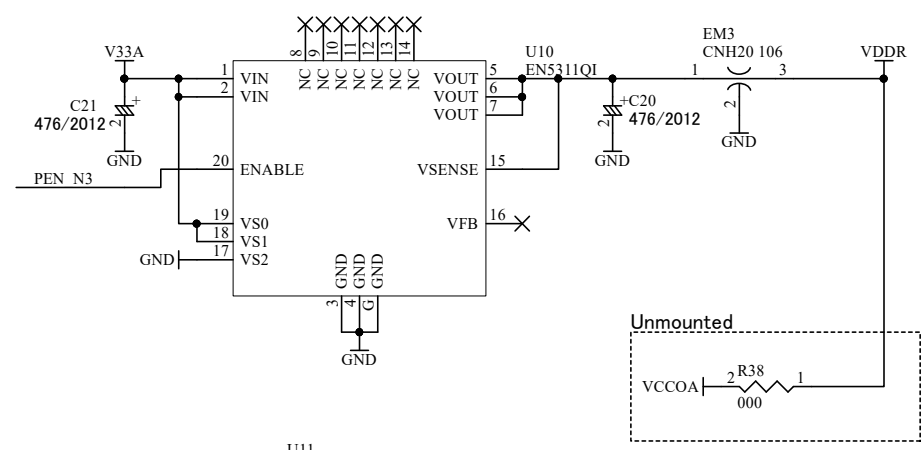 8 9 10 11 12 13 14
NC NC NC NC NC NC NC
V33A
C21
476/2012
+
2
GND
PEN_N3
U10
EN5311QI
1 VIN
2 VIN
20 ENABLE
19 VS0
18 VS1
GND 17 VS2
VOUT 5
VOUT 6
VOUT 7
VSENSE 15
VFB 16
GND GND GND
3 4 G
GND
+C20
476/2012
2
GND
EM3
CNH20 106
1 3
2
GND
VDDR
Unmounted
R38
VCCOA 2 1
000